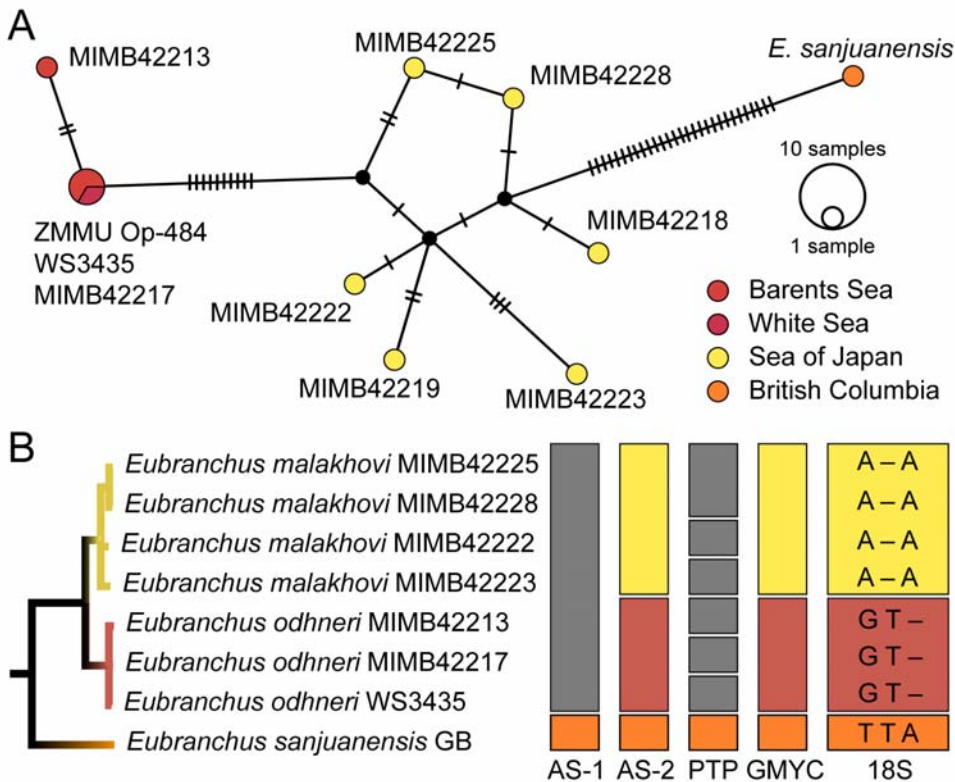 A
MIMB42213
MIMB42225
E. sanjuanensis
MIMB42228
10 samples
1 sample
ZMMU Op-484
WS3435
MIMB42217
MIMB42218
MIMB42222
MIMB42219
MIMB42223
Barents Sea
White Sea
Sea of Japan
British Columbia
B
Eubranchus malakhovi MIMB42225
A – A
Eubranchus malakhovi MIMB42228
A – A
Eubranchus malakhovi MIMB42222
A – A
Eubranchus malakhovi MIMB42223
A – A
Eubranchus odhneri MIMB42213
G T –
Eubranchus odhneri MIMB42217
G T –
Eubranchus odhneri WS3435
G T –
Eubranchus sanjuanensis GB
T T A
AS-1 AS-2 PTP GMYC 18S